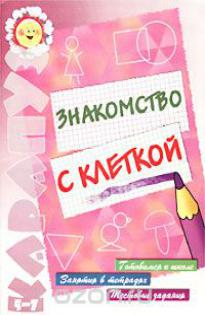 КАРАПУЗ
ЗНАКОМСТВО
С КЛЕТКОЙ
Готовимся к школе
Занятия в тетрадях
Тестовые задания
5-7